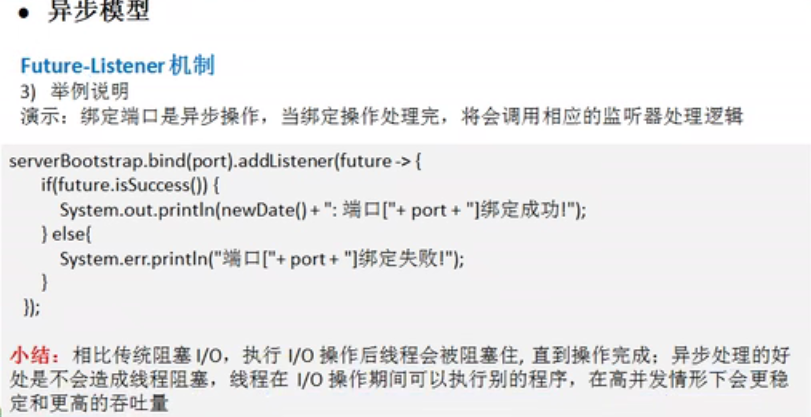 ● 异步模型
Future-Listener 机制
3) 举例说明
演示：绑定端口是异步操作，当绑定操作处理完，将会调用相应的监听器处理逻辑
serverBootstrap.bind(port).addListener(future -> {
if(future.isSuccess()) {
System.out.println(newDate() + ": 端口["+ port + "]绑定成功!");
} else{
System.err.println("端口["+ port + "]绑定失败!");
}
});
小结：相比传统阻塞 I/O，执行 I/O 操作后线程会被阻塞住, 直到操作完成；异步处理的好
处是不会造成线程阻塞，线程在 I/O 操作期间可以执行别的程序，在高并发情形下会更稳
定和更高的吞吐量